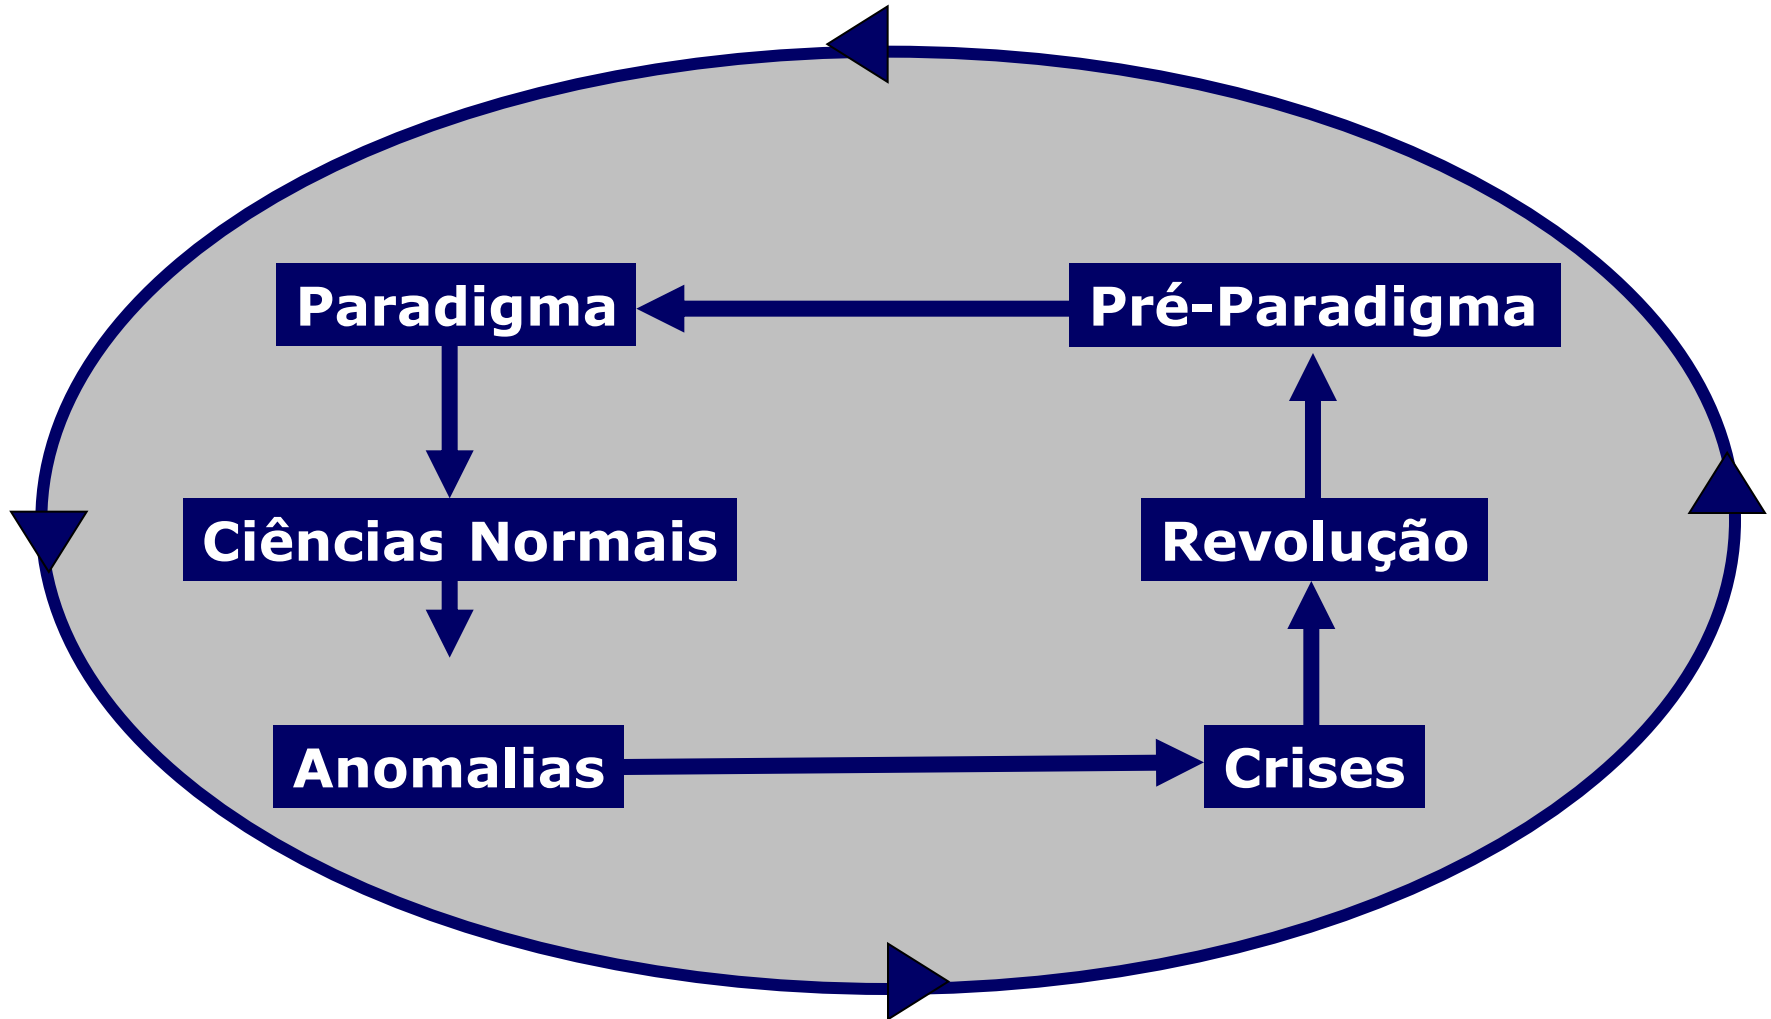 Paradigma
Pré-Paradigma
Ciências Normais
Revolução
Anomalias
Crises